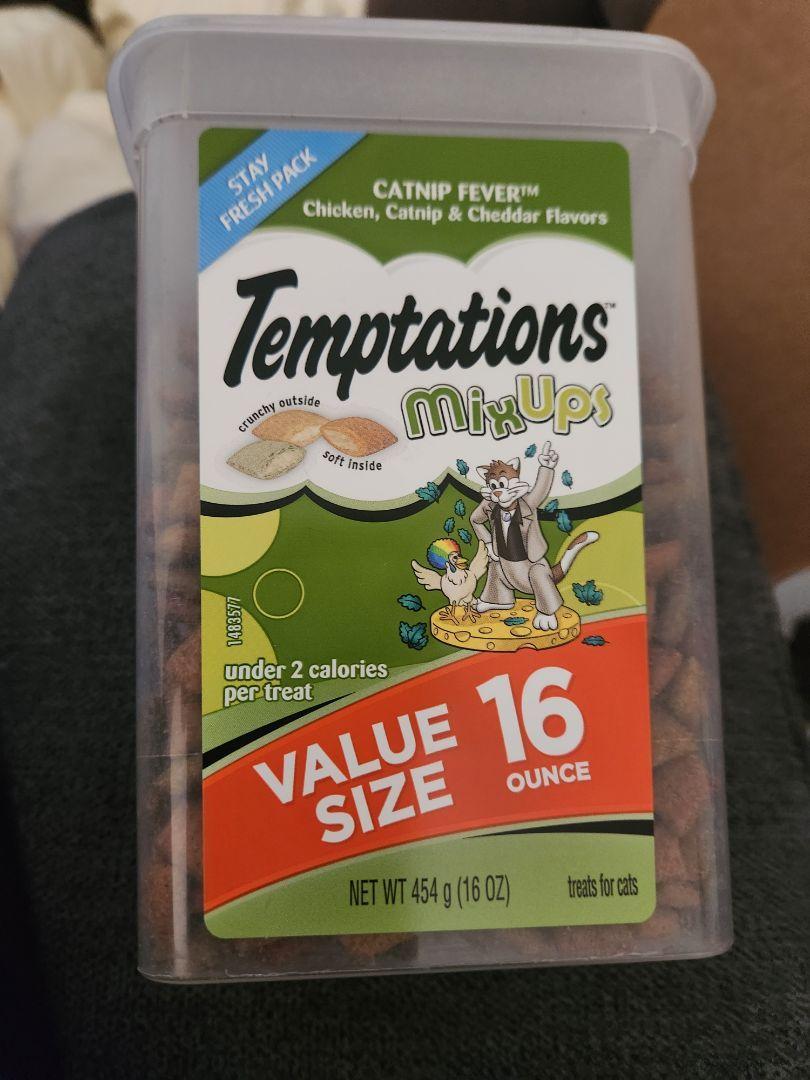 STAY
FRESH PACK
CATNIP FEVER™
Chicken, Catnip & Cheddar Flavors
Temptations™
MixUps
crunchy outside
soft inside
1483577
under 2 calories
per treat
VALUE
SIZE
16
OUNCE
NET WT 454 g (16 OZ)
treats for cats